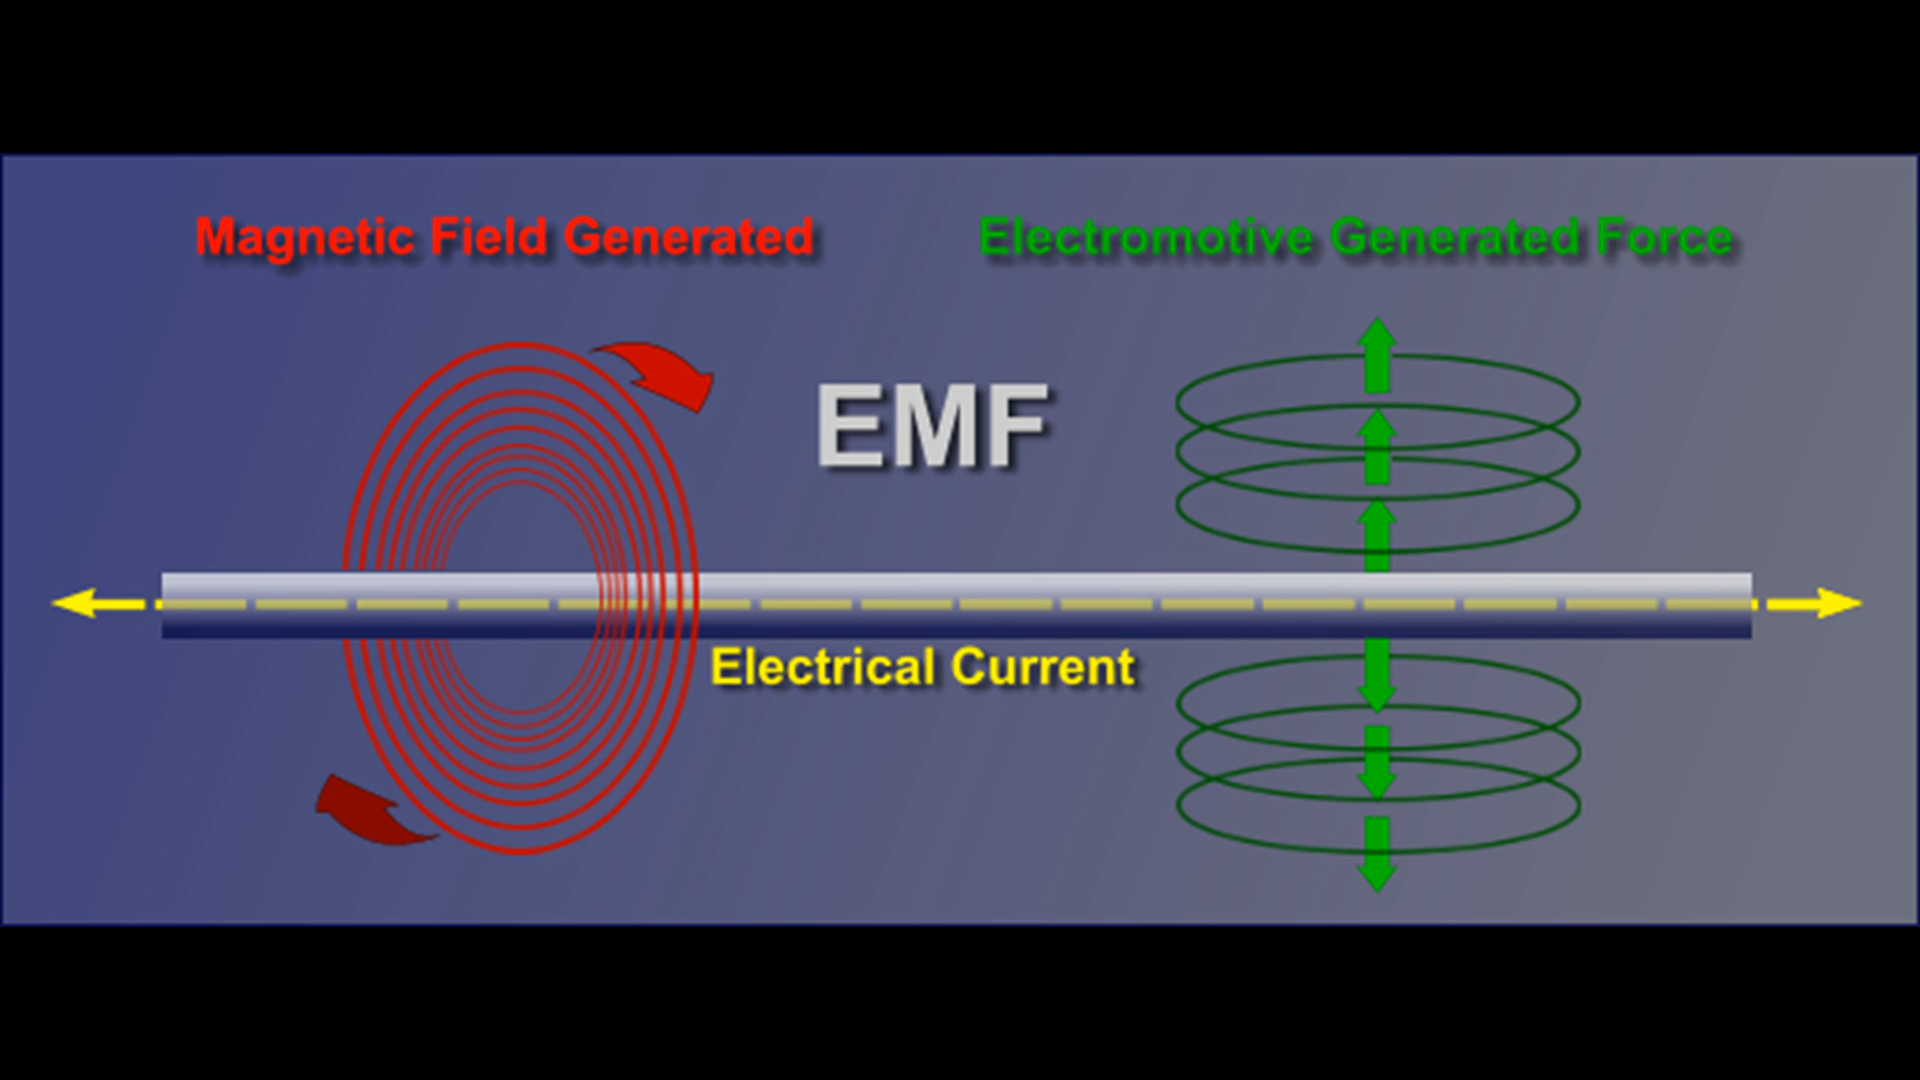 Magnetic Field Generated
Electromotive Generated Force
EMF
Electrical Current